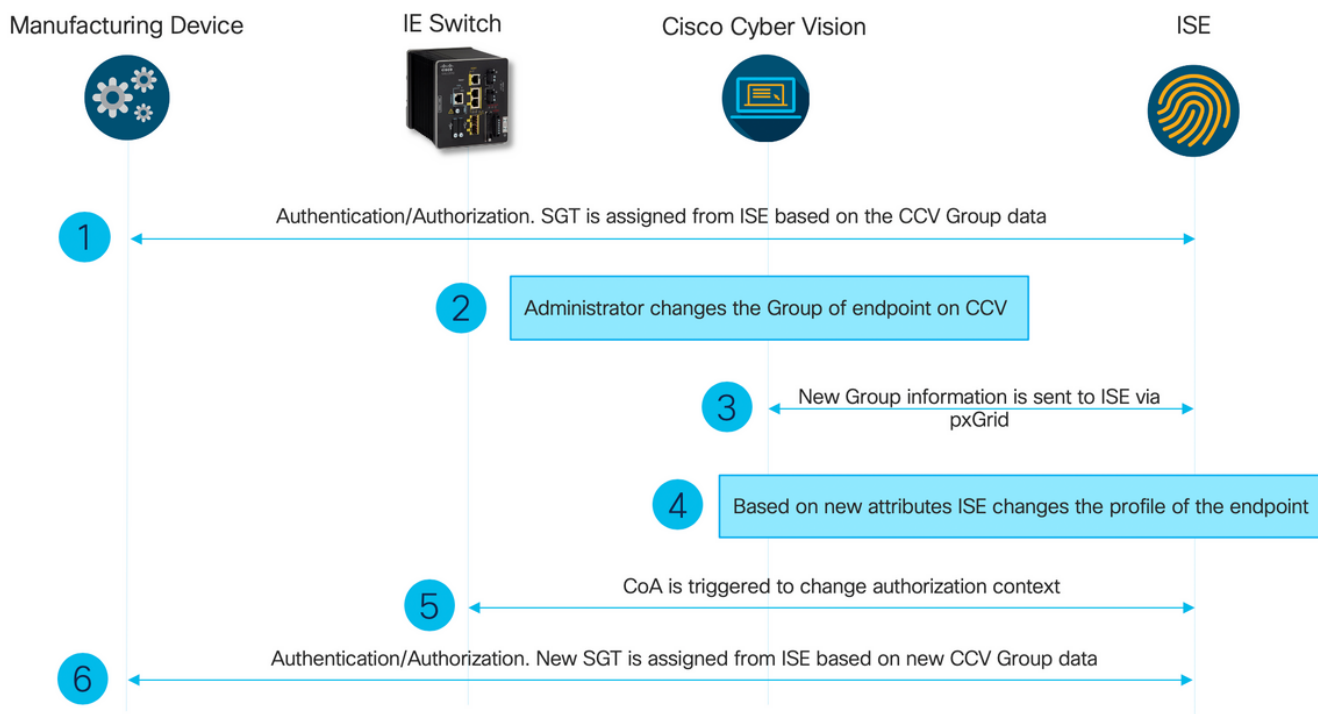 Manufacturing Device
IE Switch
Cisco Cyber Vision
ISE
1
Authentication/Authorization. SGT is assigned from ISE based on the CCV Group data
2
Administrator changes the Group of endpoint on CCV
3
New Group information is sent to ISE via
pxGrid
4
Based on new attributes ISE changes the profile of the endpoint
5
CoA is triggered to change authorization context
6
Authentication/Authorization. New SGT is assigned from ISE based on new CCV Group data